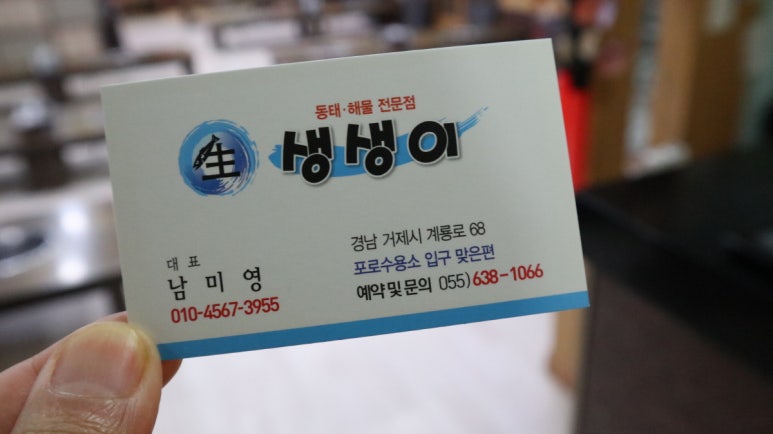 동태·해물 전문점
生 생생이
경남 거제시 계룡로 68
포로수용소 입구 맞은편
예약 및 문의 055)638-1066
대표
남미영
010-4567-3955